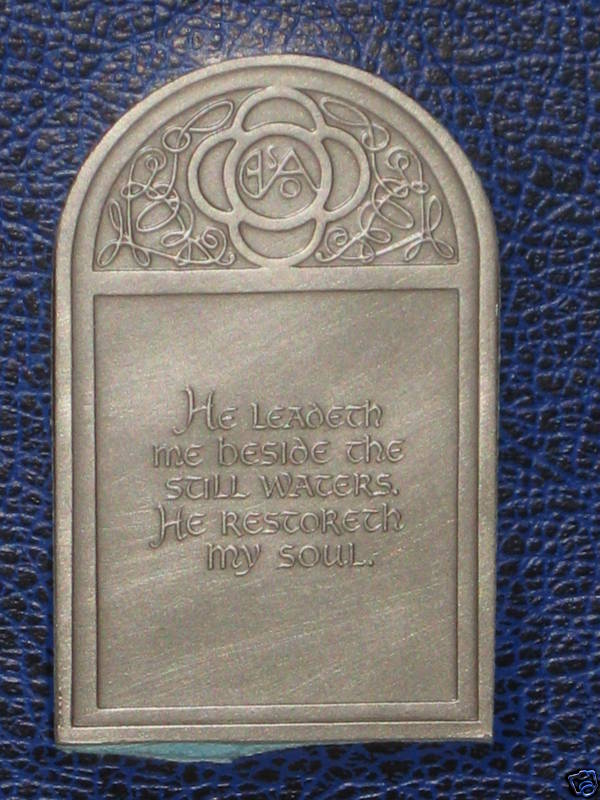 He leadeth
me beside the
still waters.
He restoreth
my soul.